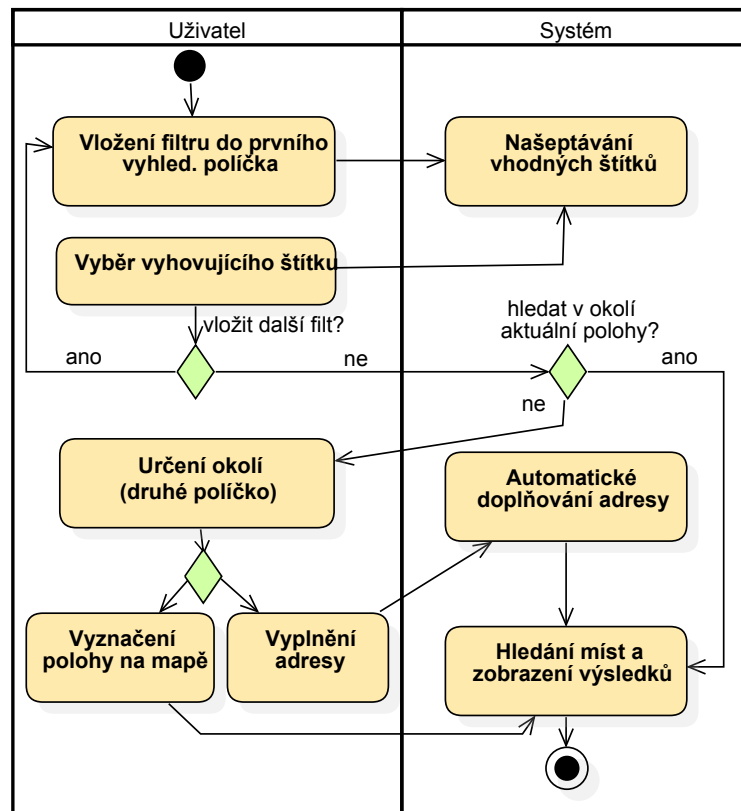 Uživatel
Systém
Vložení filtru do prvního
vyhled. políčka
Našeptávání
vhodných štítků
Vyběr vyhovujícího štítku
vložit další filt?
hledat v okolí
aktuální polohy?
ano
ne
ano
ne
Určení okolí
(druhé políčko)
Automatické
doplňování adresy
Vyznačení
polohy na mapě
Vyplnění
adresy
Hledání míst a
zobrazení výsledků